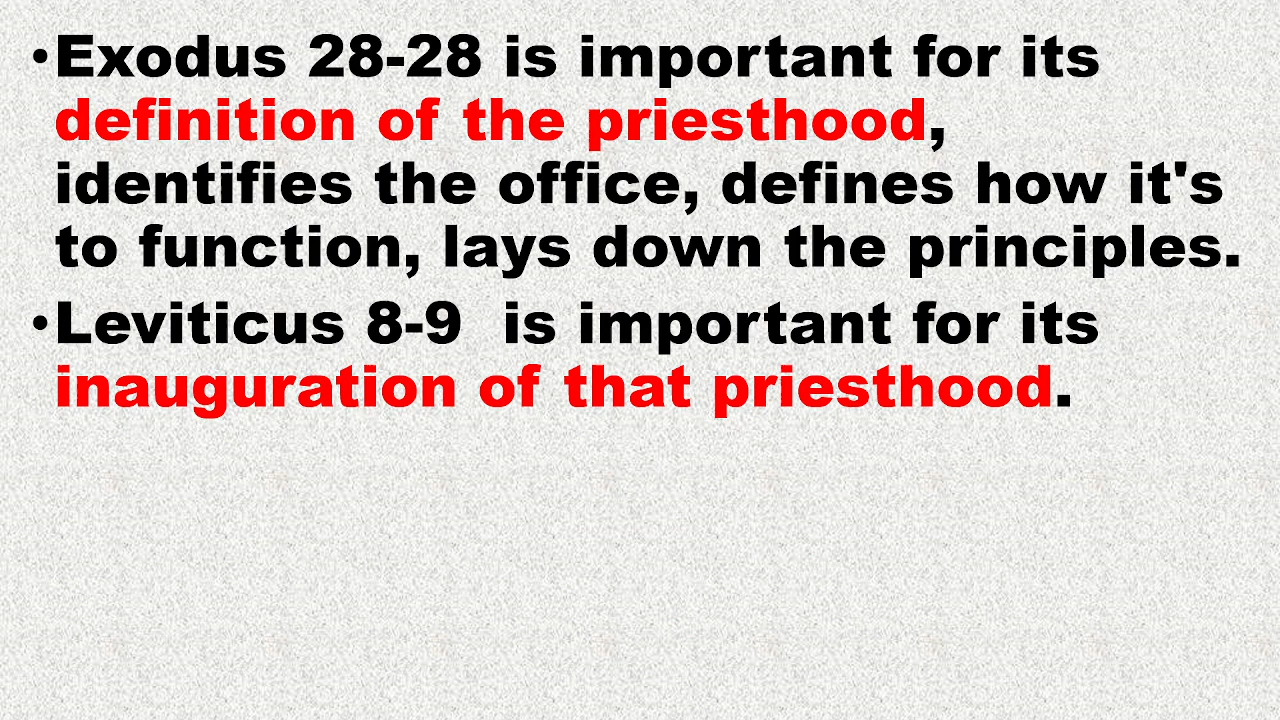 •Exodus 28-28 is important for its
definition of the priesthood,
identifies the office, defines how it's
to function, lays down the principles.
•Leviticus 8-9  is important for its
inauguration of that priesthood.